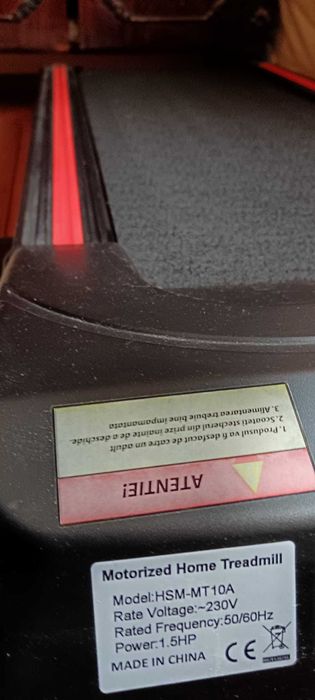 ATENTIE!
1. Produsul va fi desfacut de catre un adult
2. Scoateti stecherul din prize inainte de a deschide.
3. Alimentarea trebuie bine impamantata
Motorized Home Treadmill
Model:HSM-MT10A
Rate Voltage:~230V
Rated Frequency:50/60Hz
Power:1.5HP
MADE IN CHINA CE